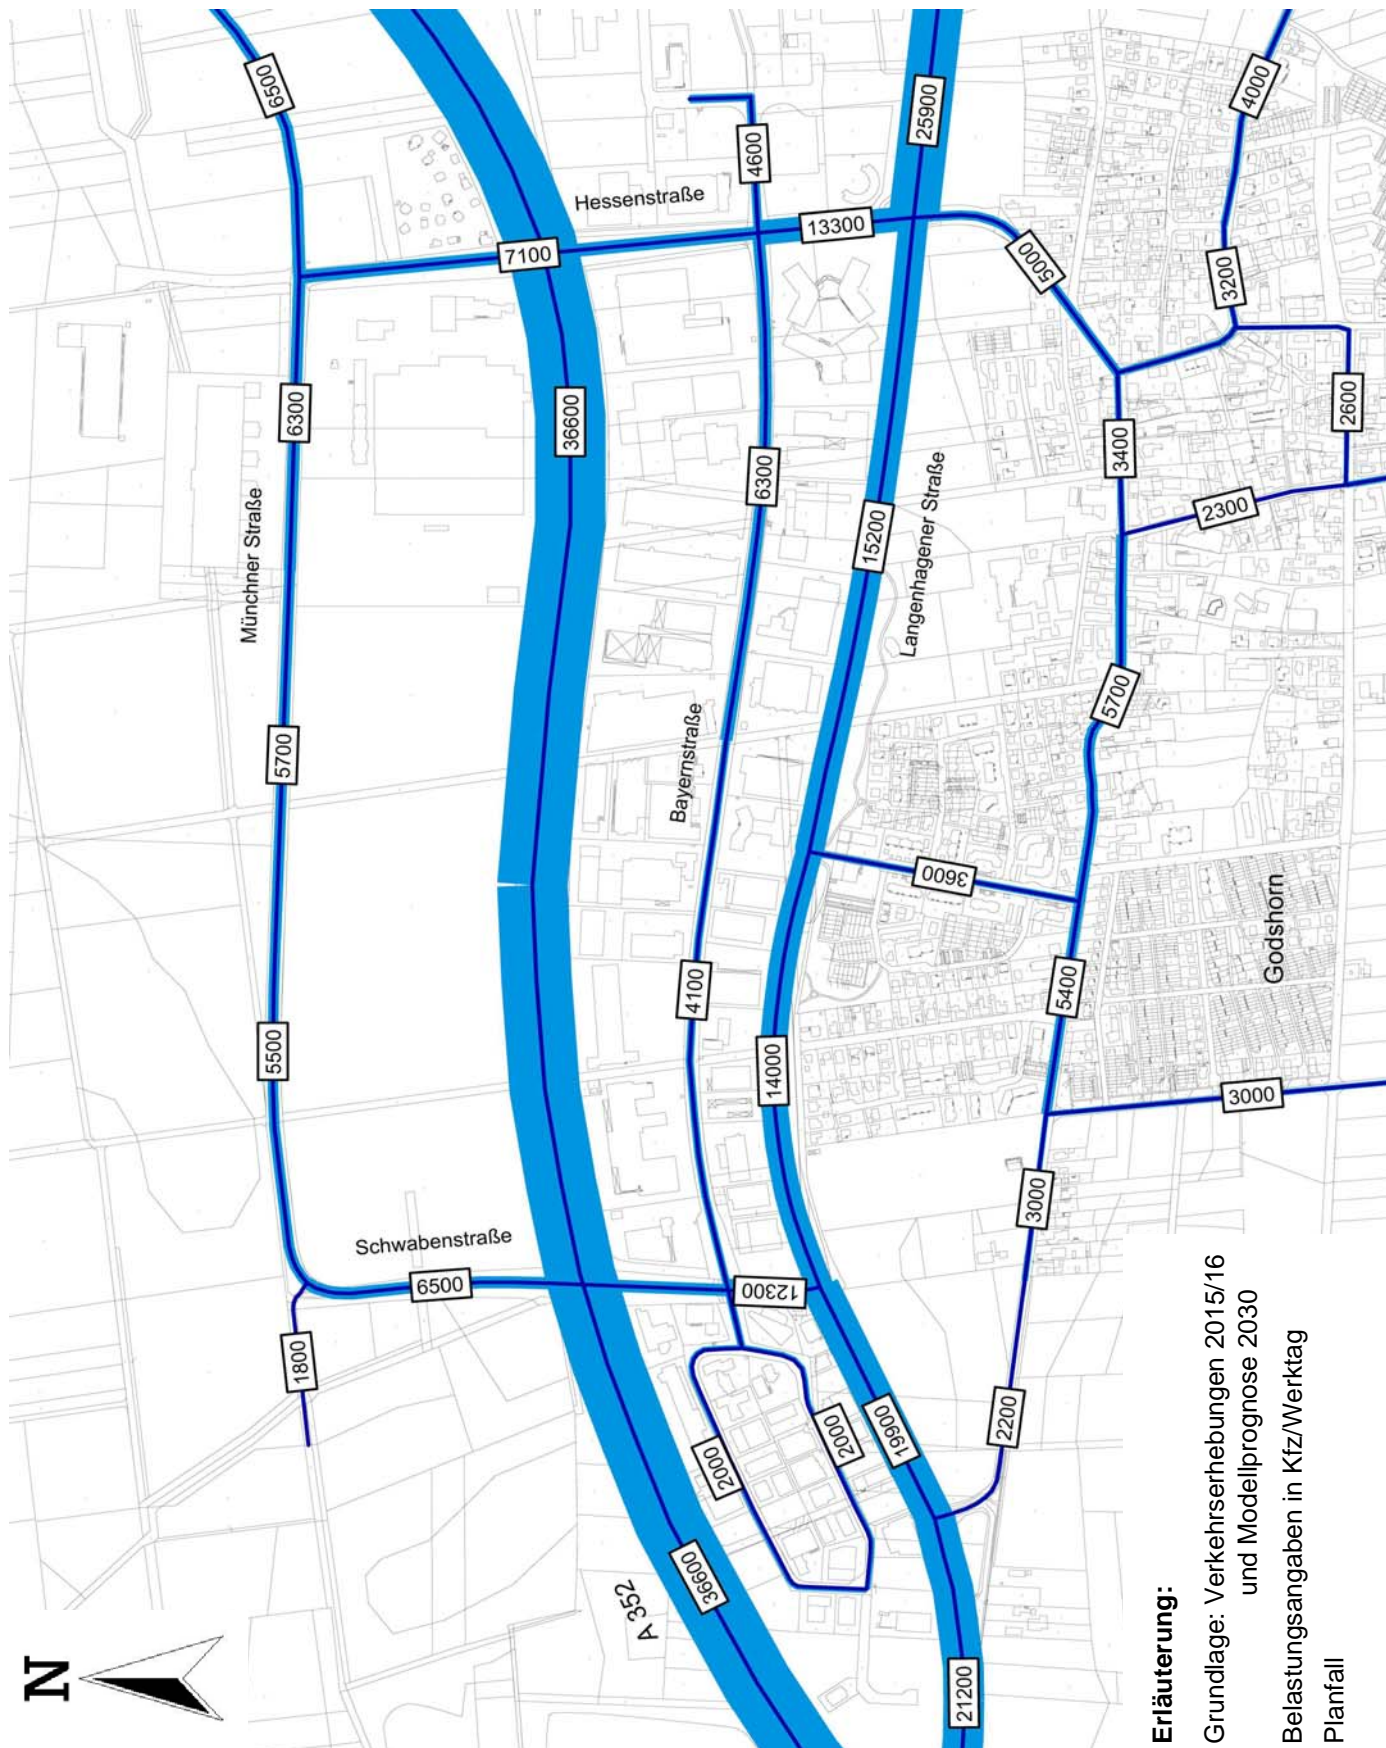 N
6500
7100
Hessenstraße
4600
13300
25900
5000
4000
3200
2600
3400
2300
6300
Münchner Straße
36600
6300
15200
Langenhagener Straße
5700
5700
Bayernstraße
3600
5500
4100
14000
5400
Godshorn
3000
3000
Schwabenstraße
6500
12300
1800
2000
2000
19900
2200
36600
A 352
21200
Erläuterung:
Grundlage: Verkehrserhebungen 2015/16
und Modellprognose 2030
Belastungsangaben in Kfz/Werktag
Planfall